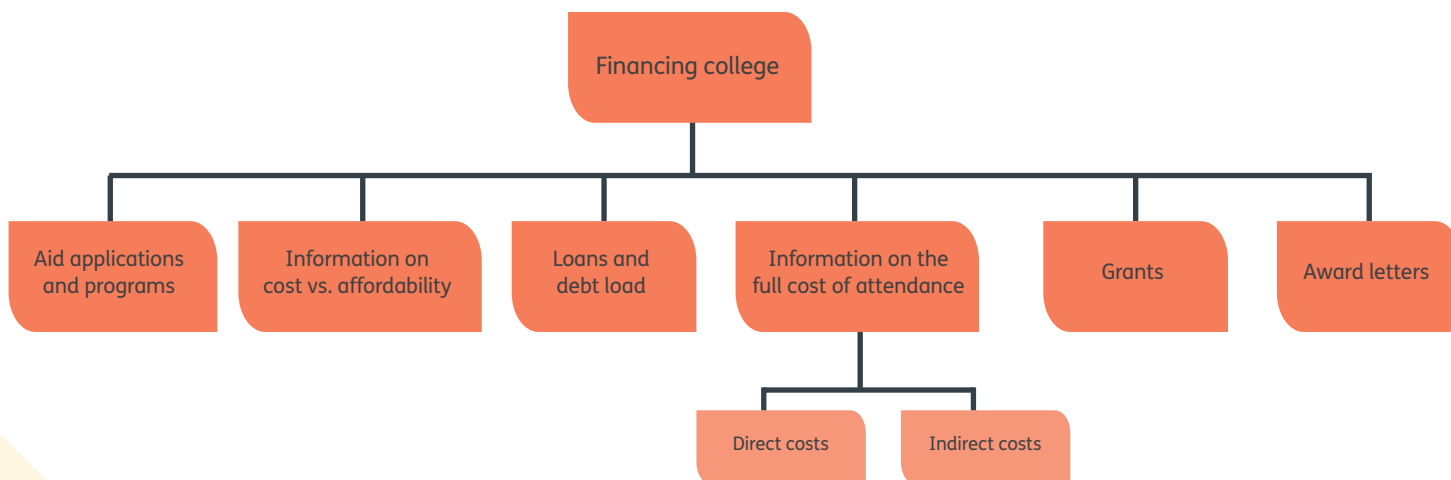 Financing college
Aid applications
and programs
Information on
cost vs. affordability
Loans and
debt load
Information on the
full cost of attendance
Grants
Award letters
Direct costs
Indirect costs